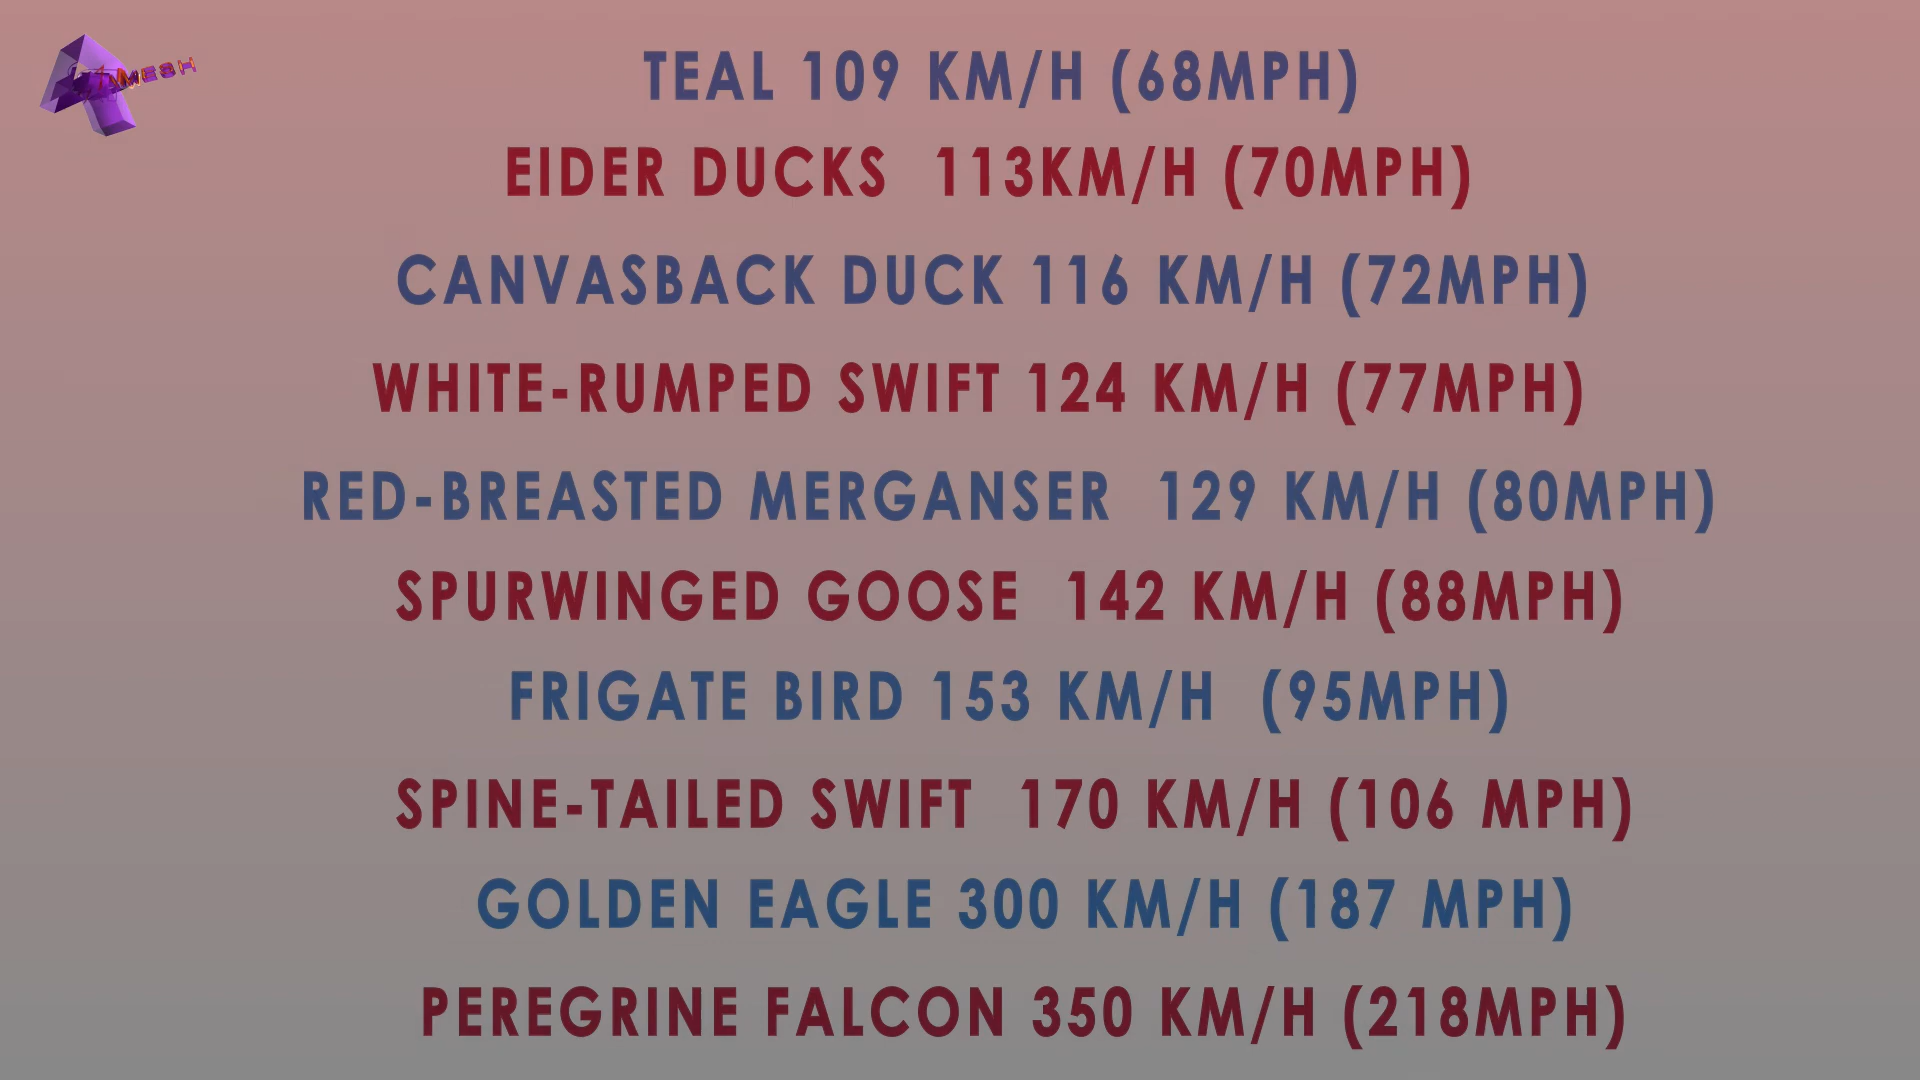 TEAL 109 KM/H (68MPH)
EIDER DUCKS 113KM/H (70MPH)
CANVASBACK DUCK 116 KM/H (72MPH)
WHITE-RUMPED SWIFT 124 KM/H (77MPH)
RED-BREASTED MERGANSER 129 KM/H (80MPH)
SPURWINGED GOOSE 142 KM/H (88MPH)
FRIGATE BIRD 153 KM/H (95MPH)
SPINE-TAILED SWIFT 170 KM/H (106 MPH)
GOLDEN EAGLE 300 KM/H (187 MPH)
PEREGRINE FALCON 350 KM/H (218MPH)